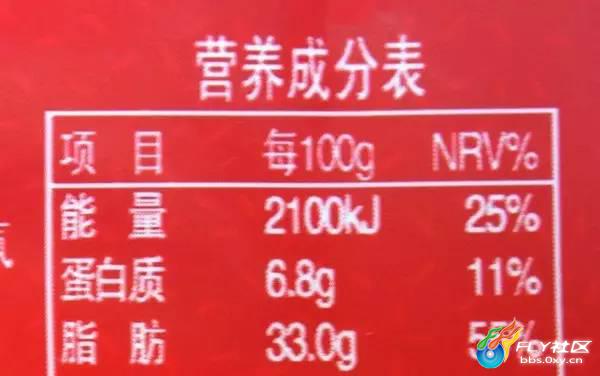 营养成分表
项 目 每100g NRV%
能 量 2100kJ 25%
蛋白质 6.8g 11%
氨
脂 肪 33.0g
FLY社区
bbs.0xy.cn